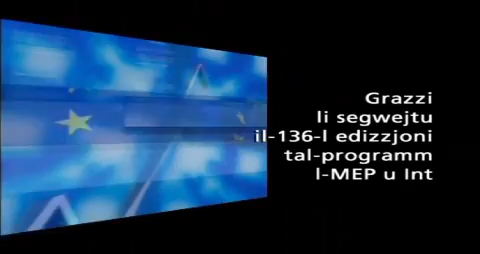 Grazzi
li segwejtu
il-136-l edizzjoni
tal-programm
l-MEP u Int